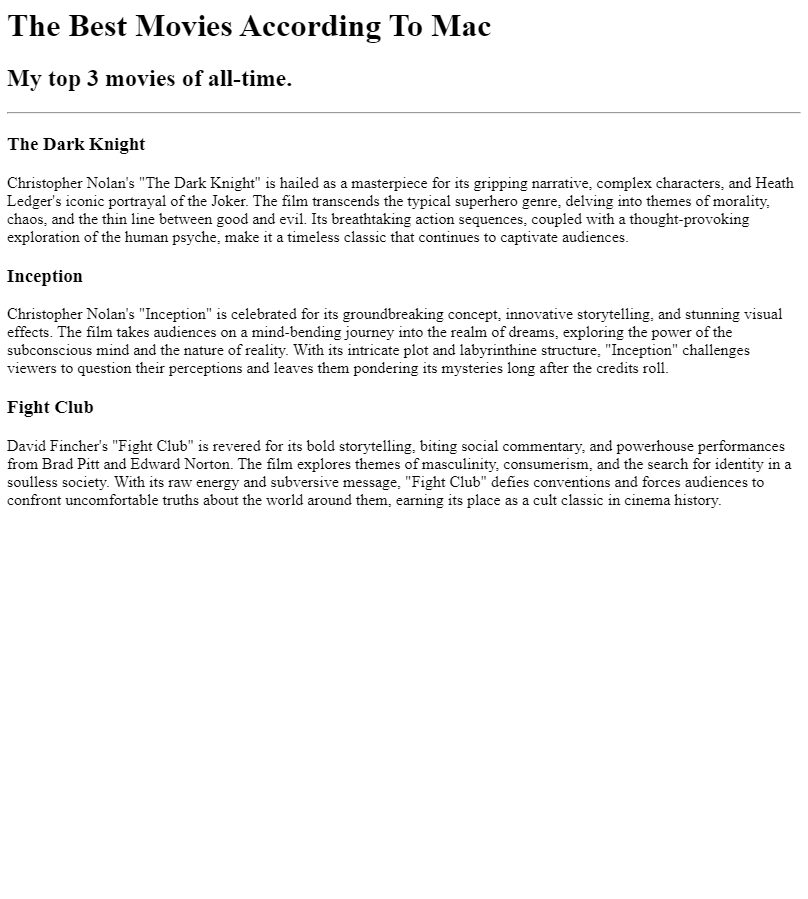 The Best Movies According To Mac
My top 3 movies of all-time.
The Dark Knight
Christopher Nolan's "The Dark Knight" is hailed as a masterpiece for its gripping narrative, complex characters, and Heath
Ledger's iconic portrayal of the Joker. The film transcends the typical superhero genre, delving into themes of morality,
chaos, and the thin line between good and evil. Its breathtaking action sequences, coupled with a thought-provoking
exploration of the human psyche, make it a timeless classic that continues to captivate audiences.
Inception
Christopher Nolan's "Inception" is celebrated for its groundbreaking concept, innovative storytelling, and stunning visual
effects. The film takes audiences on a mind-bending journey into the realm of dreams, exploring the power of the
subconscious mind and the nature of reality. With its intricate plot and labyrinthine structure, "Inception" challenges
viewers to question their perceptions and leaves them pondering its mysteries long after the credits roll.
Fight Club
David Fincher's "Fight Club" is revered for its bold storytelling, biting social commentary, and powerhouse performances
from Brad Pitt and Edward Norton. The film explores themes of masculinity, consumerism, and the search for identity in a
soulless society. With its raw energy and subversive message, "Fight Club" defies conventions and forces audiences to
confront uncomfortable truths about the world around them, earning its place as a cult classic in cinema history.